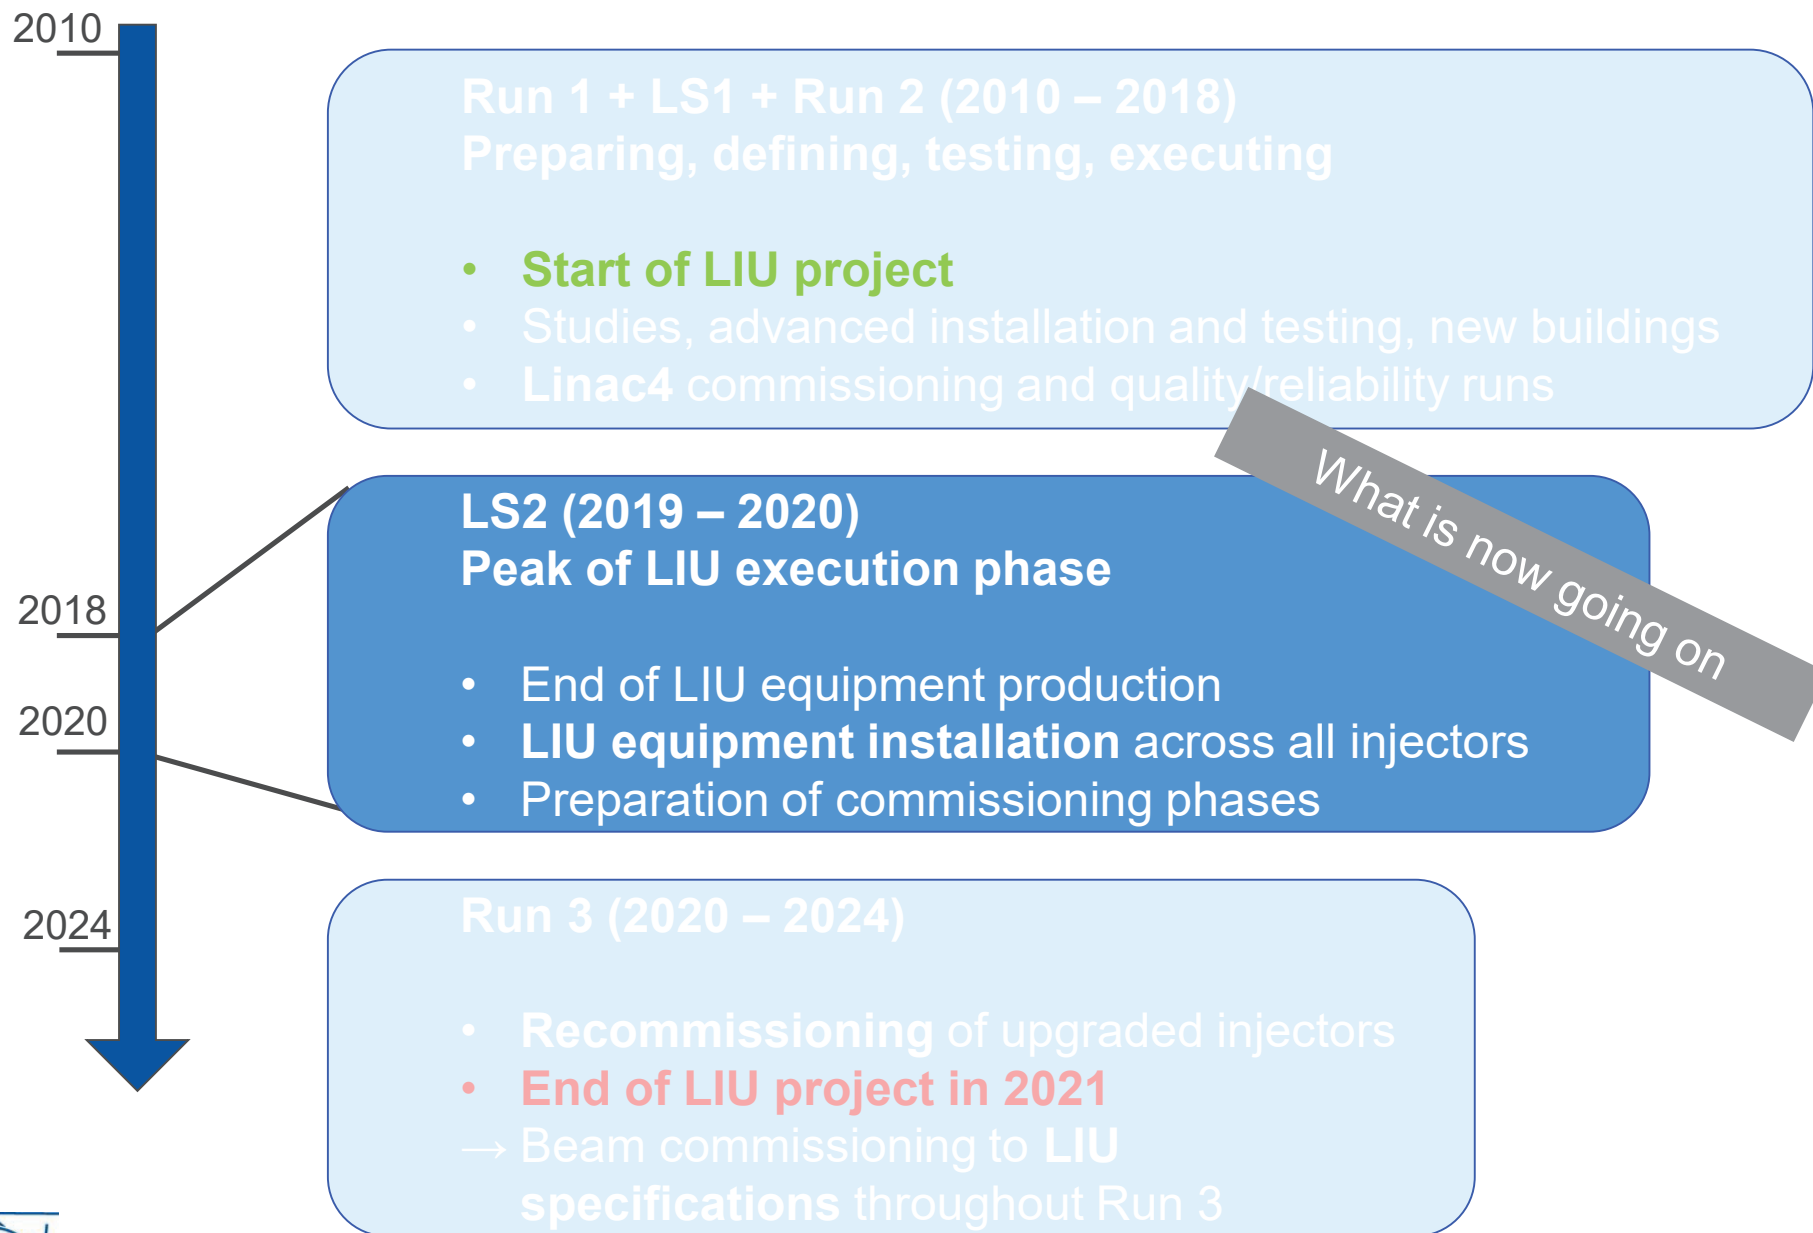 2010
Run 1 + LS1 + Run 2 (2010 – 2018)
Preparing, defining, testing, executing
• Start of LIU project
• Studies, advanced installation and testing, new buildings
• Linac4 commissioning and quality/reliability runs
What is now going on
LS2 (2019 – 2020)
Peak of LIU execution phase
2018
• End of LIU equipment production
2020
• LIU equipment installation across all injectors
• Preparation of commissioning phases
Run 3 (2020 – 2024)
2024
• Recommissioning of upgraded injectors
• End of LIU project in 2021
→ Beam commissioning to LIU
specifications throughout Run 3